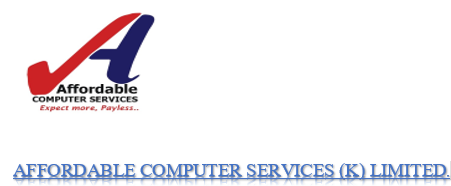 Affordable
COMPUTER SERVICES
Expect more, Payless..
AFFORDABLE COMPUTER SERVICES (K) LIMITED.